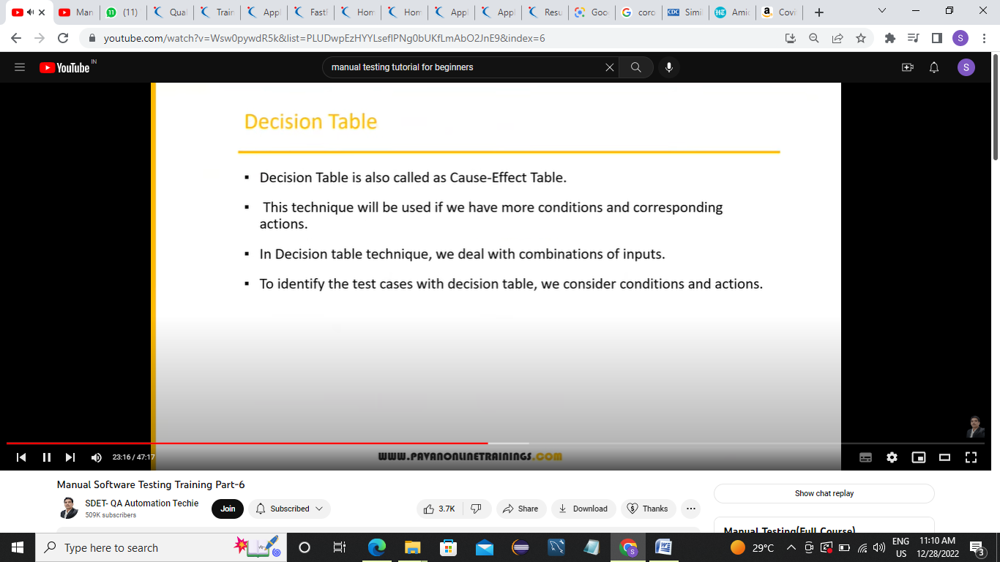 (11)
Man
Qual
Train
Appl
Fast
Hom
Hom
Appl
Appl
Resu
Goo
coro
CDC
Simil
HT
Amic
Covi
youtube.com/watch?v=Wsw0pywdR5k&list=PLUDwpEzHYYLseflPNg0bUKfLmAbO2JnE9&index=6
S
YouTube IN
manual testing tutorial for beginners
S
Decision Table
▪ Decision Table is also called as Cause-Effect Table.
▪ This technique will be used if we have more conditions and corresponding
actions.
▪ In Decision table technique, we deal with combinations of inputs.
▪ To identify the test cases with decision table, we consider conditions and actions.
23:16 / 47:17
WWW.PAVANONLINETRAININGS.COM
Manual Software Testing Training Part-6
SDET- QA Automation Techie
509K subscribers
Join
Subscribed
3.7K
Share
Download
Thanks
Show chat replay
Manual Testing(Full Course)
Type here to search
29°C
ENG
US
11:10 AM
12/28/2022
3